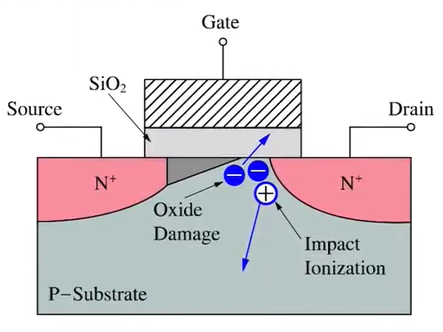 Gate
SiO₂
Source
Drain
N⁺
N⁺
Oxide
Damage
Impact
Ionization
P-Substrate